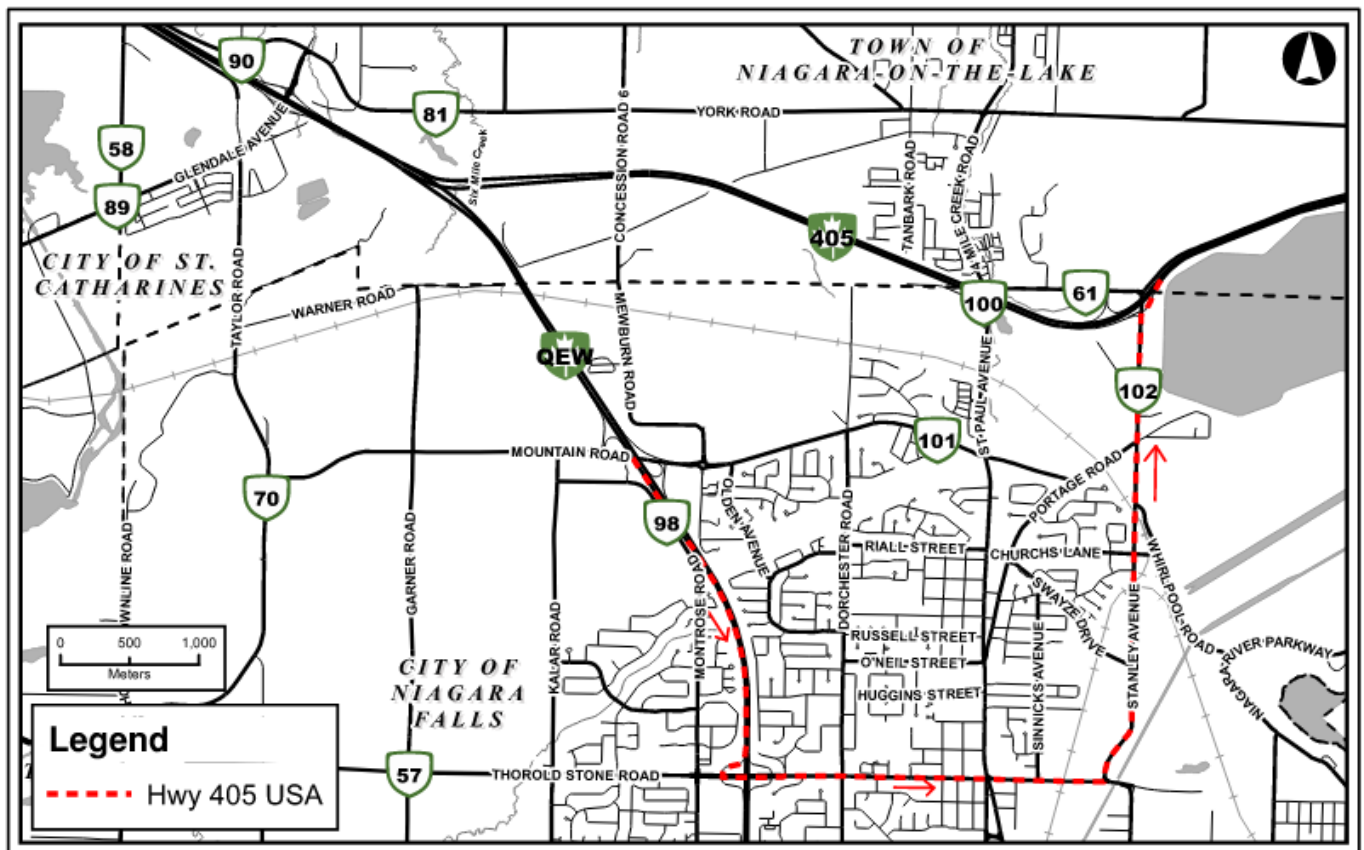 TOWN OF
NIAGARA-ON-THE-LAKE
90
81
YORK ROAD
58
GLENDALE AVENUE
Six Mile Creek
CONCESSION ROAD 6
TANBARK ROAD
4 MILE CREEK ROAD
89
405
CITY OF ST.
CATHARINES
TAYLOR ROAD
WARNER ROAD
100
61
QEW
MEWBURN ROAD
ST PAUL AVENUE
102
101
MOUNTAIN ROAD
PORTAGE ROAD
70
98
DORCHESTER ROAD
RIALL STREET
CHURCHS LANE
WHIRLPOOL ROAD
GARNER ROAD
KALAR ROAD
MONTROSE ROAD
SWAYZE DRIVE
STANLEY AVENUE
RUSSELL STREET
O'NEIL STREET
HUGGINS STREET
SINNICKS AVENUE
NIAGARA RIVER PARKWAY
NIAGARA
0 500 1,000
Meters
CITY OF
NIAGARA
FALLS
Legend
Hwy 405 USA
57
THOROLD STONE ROAD